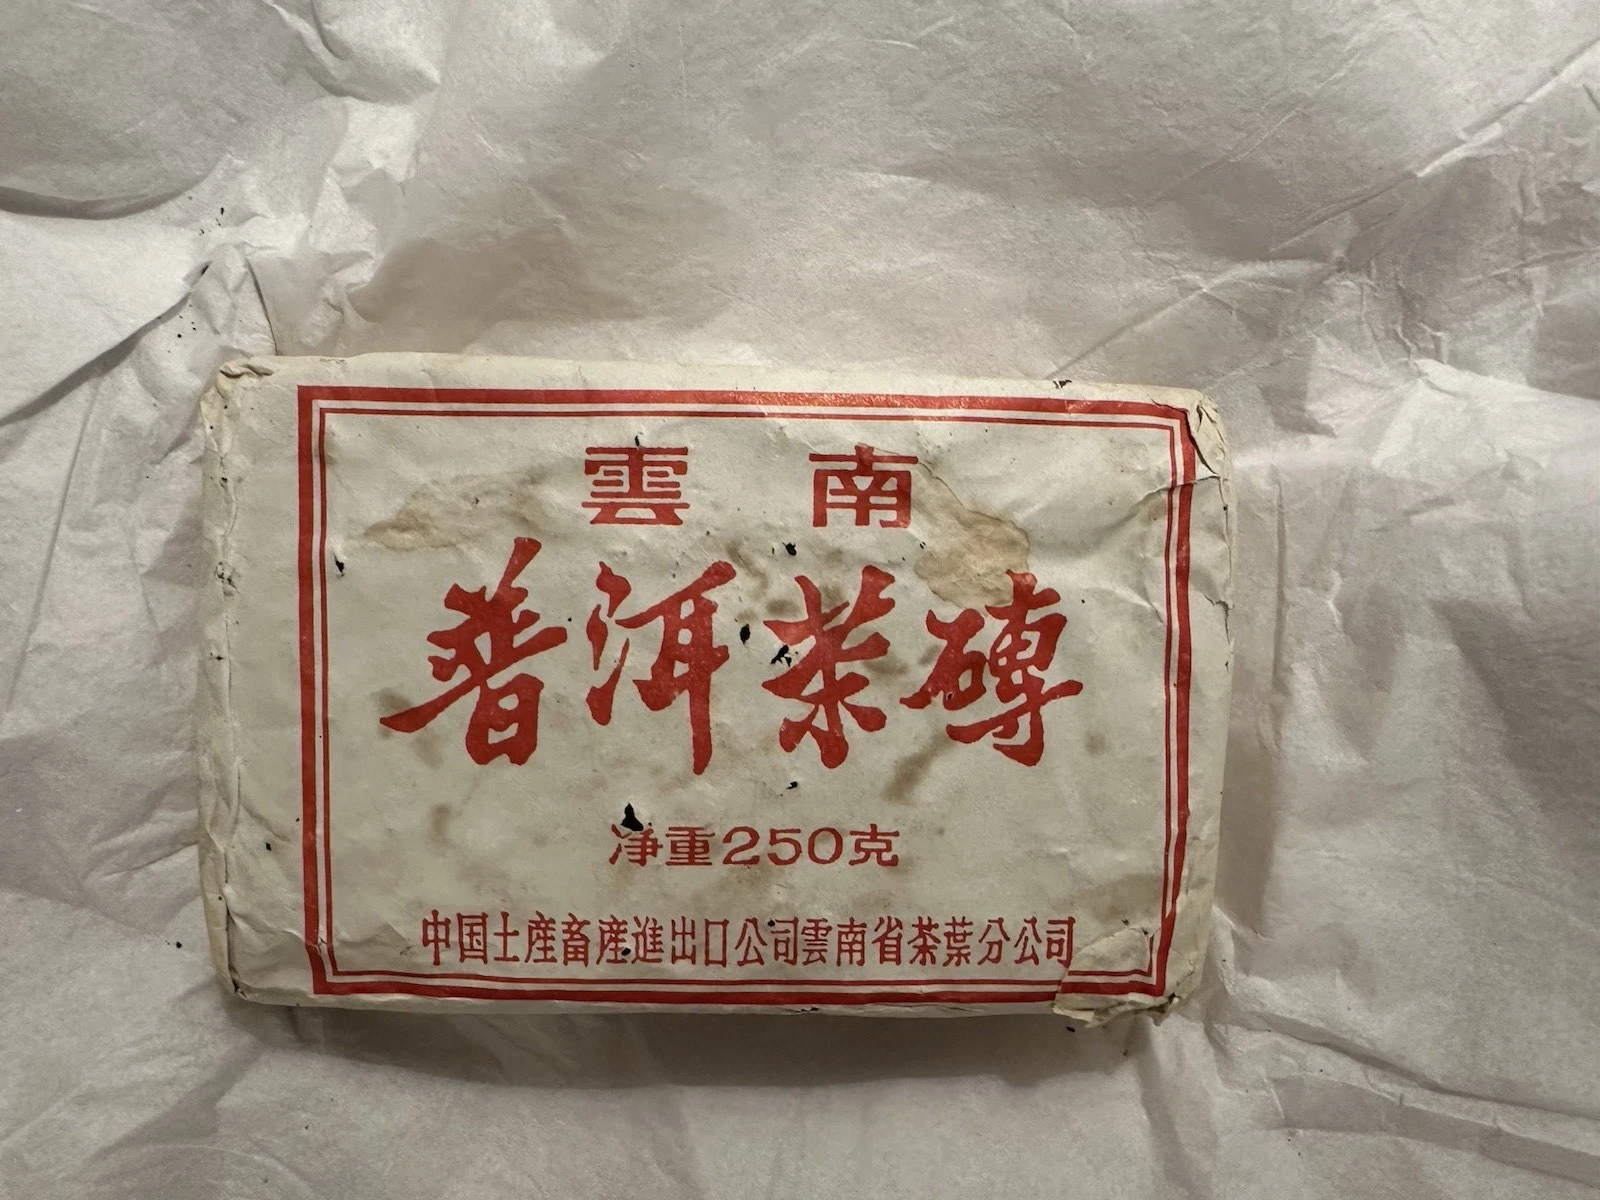 雲南
普洱茶磚
净重250克
中国土産畜産進出口公司雲南省茶葉分公司